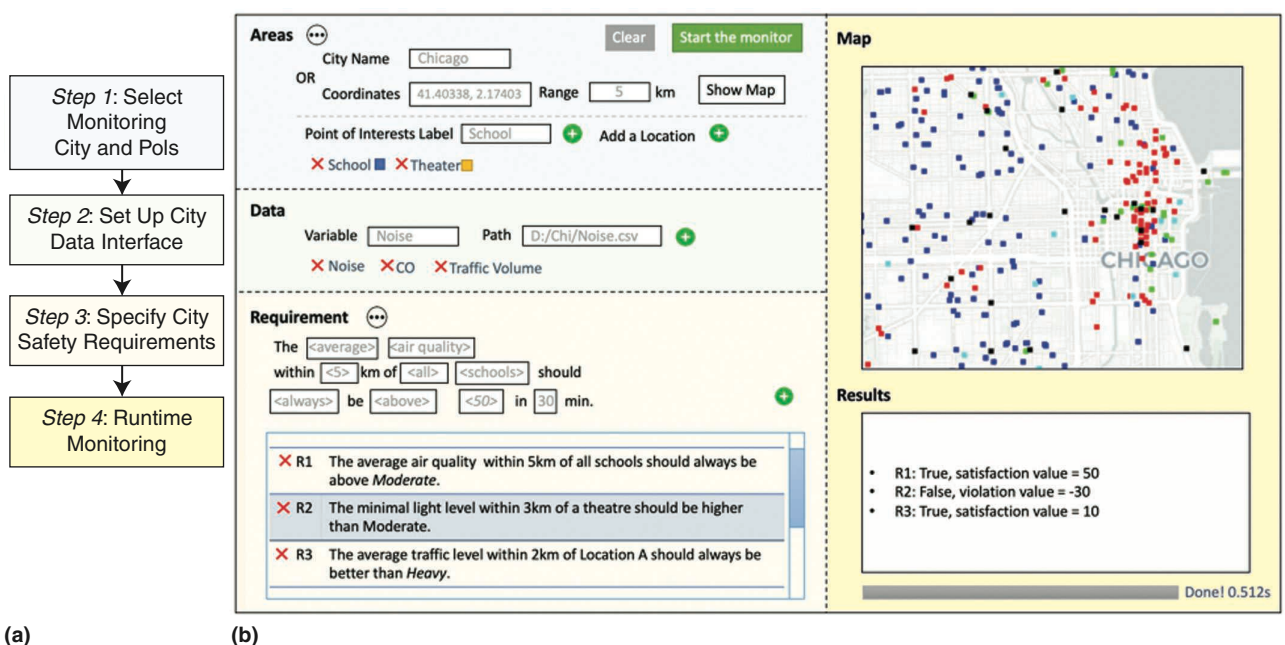 Step 1: Select
Monitoring
City and PoIs
Step 2: Set Up City
Data Interface
Step 3: Specify City
Safety Requirements
Step 4: Runtime
Monitoring
(a)
Areas
Clear
Start the monitor
City Name Chicago
OR
Coordinates 41.40338, 2.17403 Range 5 km Show Map
Point of Interests Label School Add a Location
School Theater
Data
Variable Noise Path D:/Chi/Noise.csv
Noise CO Traffic Volume
Requirement
The <average> <air quality>
within <5> km of <all> <schools> should
<always> be <above> <50> in 30 min.
R1 The average air quality within 5km of all schools should always be
above Moderate.
R2 The minimal light level within 3km of a theatre should be higher
than Moderate.
R3 The average traffic level within 2km of Location A should always be
better than Heavy.
Map
CHICAGO
Results
• R1: True, satisfaction value = 50
• R2: False, violation value = -30
• R3: True, satisfaction value = 10
Done! 0.512s
(b)